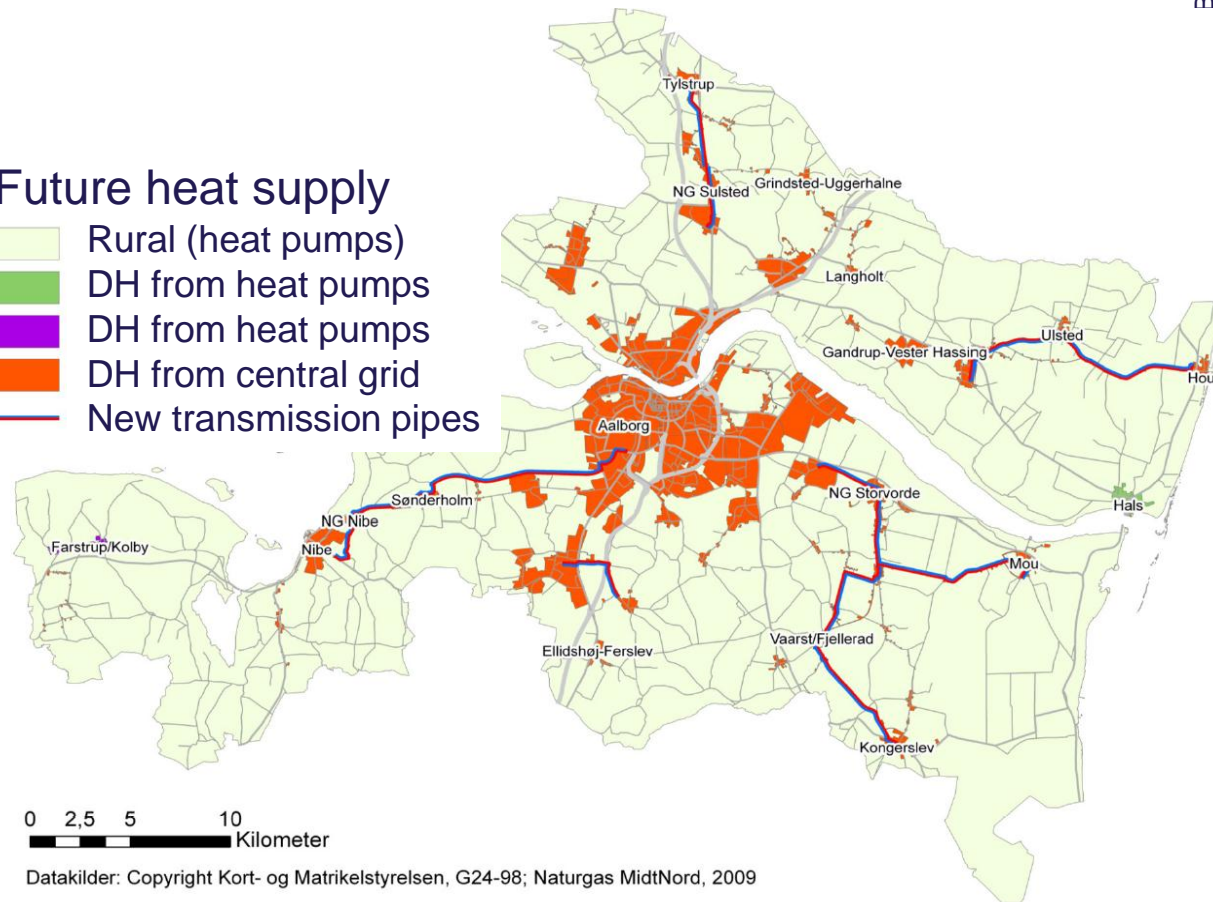 Future heat supply
Rural (heat pumps)
DH from heat pumps
DH from heat pumps
DH from central grid
New transmission pipes
Tylstrup
NG Sulsted
Grindsted-Uggerhalne
Langholt
Ulsted
Gandrup-Vester Hassing
Hou
Aalborg
Hals
NG Storvorde
Sønderholm
NG Nibe
Nibe
Farstrup/Kolby
Mou
Vaarst/Fjellerad
Ellidshøj-Ferslev
Kongerslev
0 2,5 5 10
Kilometer
Datakilder: Copyright Kort- og Matrikelstyrelsen, G24-98; Naturgas MidtNord, 2009